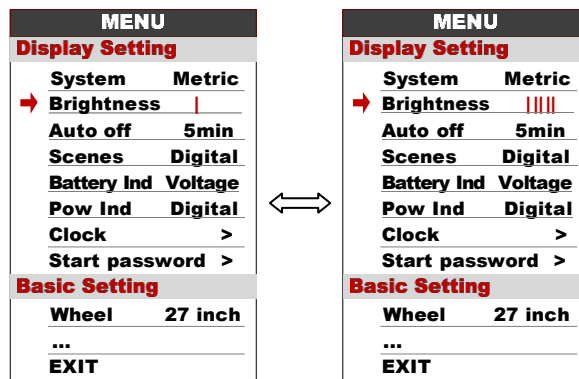 MENU
Display Setting
System Metric
Brightness |
Auto off 5min
Scenes Digital
Battery Ind Voltage
Pow Ind Digital
Clock >
Start password >
Basic Setting
Wheel 27 inch
...
EXIT
MENU
Display Setting
System Metric
Brightness |||||
Auto off 5min
Scenes Digital
Battery Ind Voltage
Pow Ind Digital
Clock >
Start password >
Basic Setting
Wheel 27 inch
...
EXIT